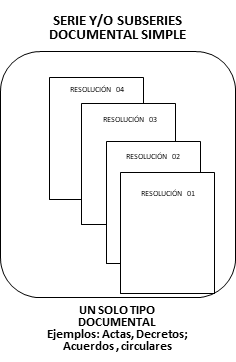 SERIE Y/O SUBSERIES
DOCUMENTAL SIMPLE
RESOLUCIÓN 04
RESOLUCIÓN 03
RESOLUCIÓN 02
RESOLUCIÓN 01
UN SOLO TIPO
DOCUMENTAL
Ejemplos: Actas, Decretos;
Acuerdos , circulares